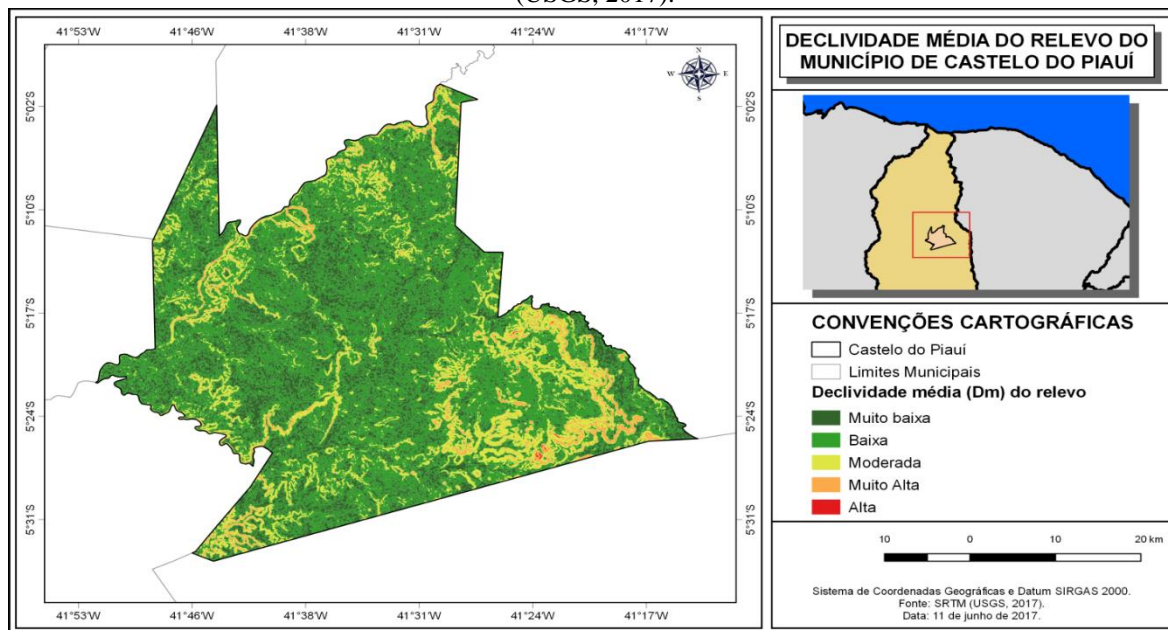 (USGS, 2017).
41°53'W 41°46'W 41°38'W 41°31'W 41°24'W 41°17'W
N
W E
S
5°02'S 5°02'S
5°10'S 5°10'S
5°17'S 5°17'S
5°24'S 5°24'S
5°31'S 5°31'S
41°53'W 41°46'W 41°38'W 41°31'W 41°24'W 41°17'W
DECLIVIDADE MÉDIA DO RELEVO DO
MUNICÍPIO DE CASTELO DO PIAUÍ
CONVENÇÕES CARTOGRÁFICAS
Castelo do Piauí
Limites Municipais
Declividade média (Dm) do relevo
Muito baixa
Baixa
Moderada
Muito Alta
Alta
10 0 10 20 km
Sistema de Coordenadas Geográficas e Datum SIRGAS 2000.
Fonte: SRTM (USGS, 2017).
Data: 11 de junho de 2017.